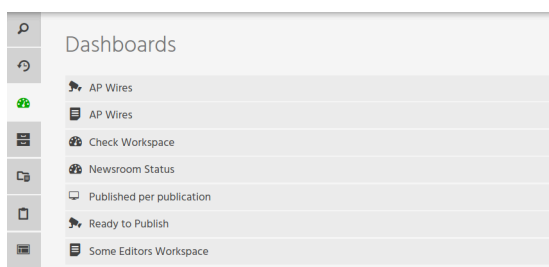 Dashboards
AP Wires
AP Wires
Check Workspace
Newsroom Status
Published per publication
Ready to Publish
Some Editors Workspace